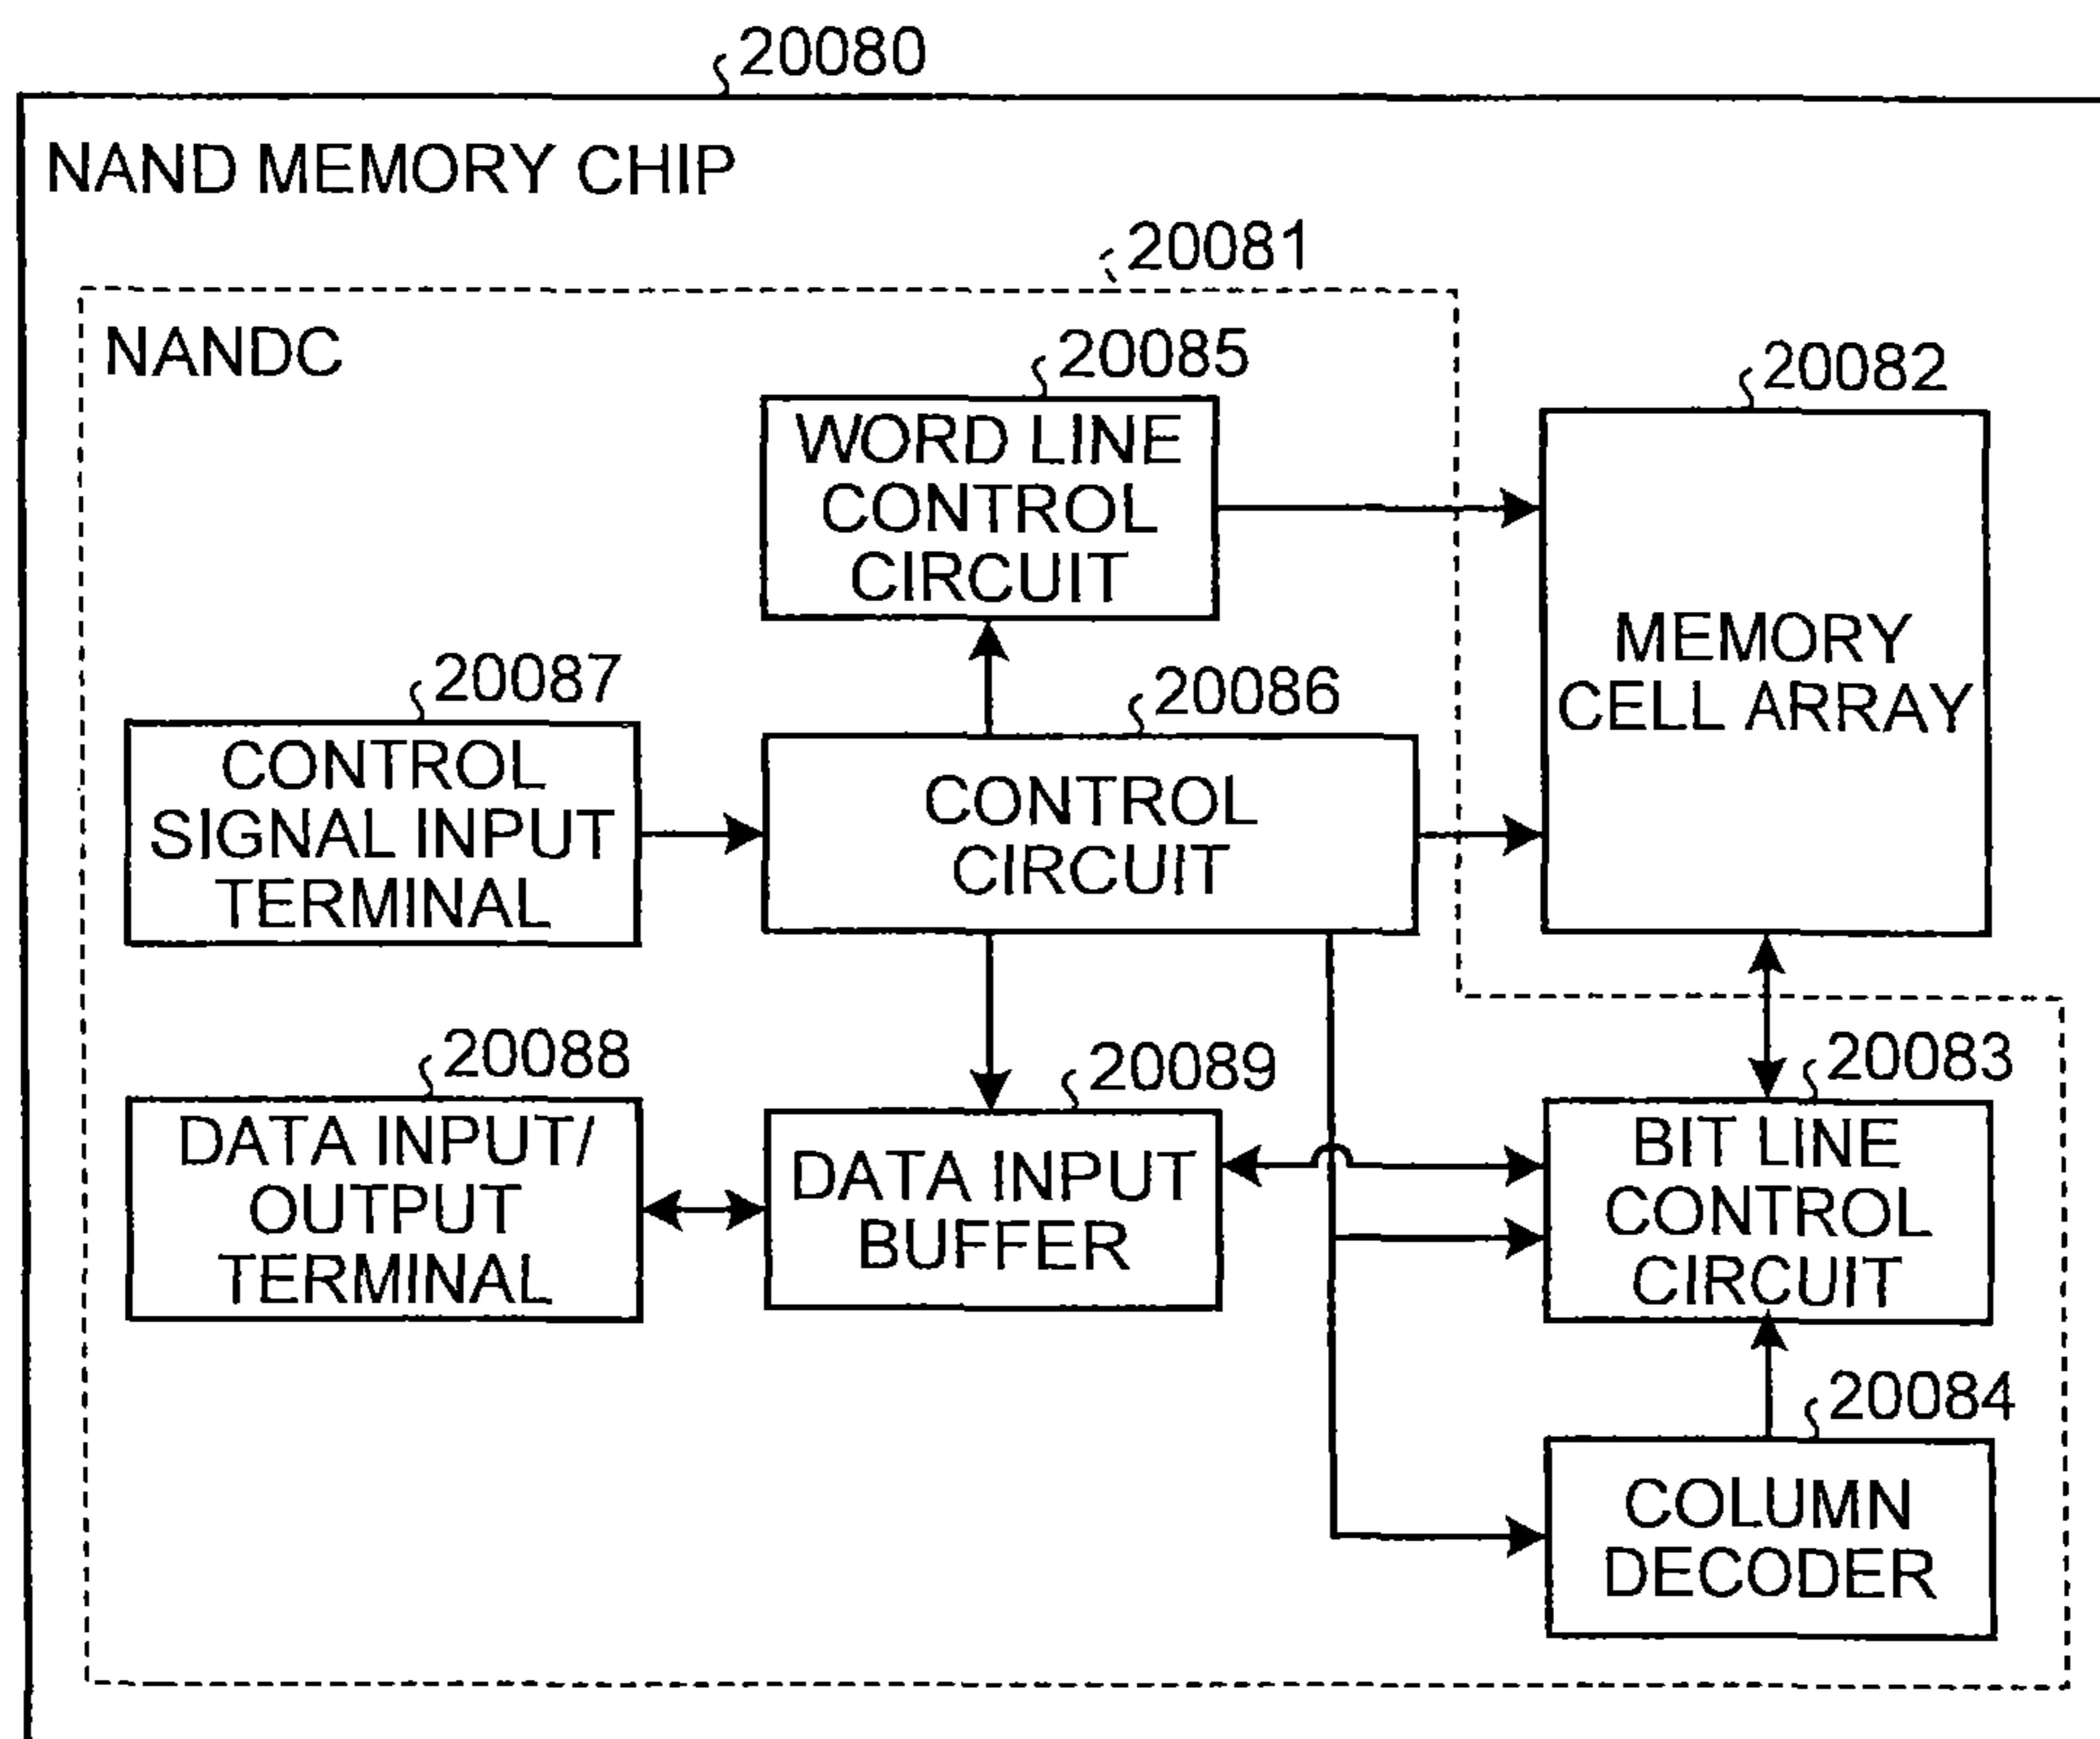 20080
NAND MEMORY CHIP
20081
NANDC
20085
WORD LINE
CONTROL
CIRCUIT
20082
MEMORY
CELL ARRAY
20087
CONTROL
SIGNAL INPUT
TERMINAL
20086
CONTROL
CIRCUIT
20088
DATA INPUT/
OUTPUT
TERMINAL
20089
DATA INPUT
BUFFER
20083
BIT LINE
CONTROL
CIRCUIT
20084
COLUMN
DECODER